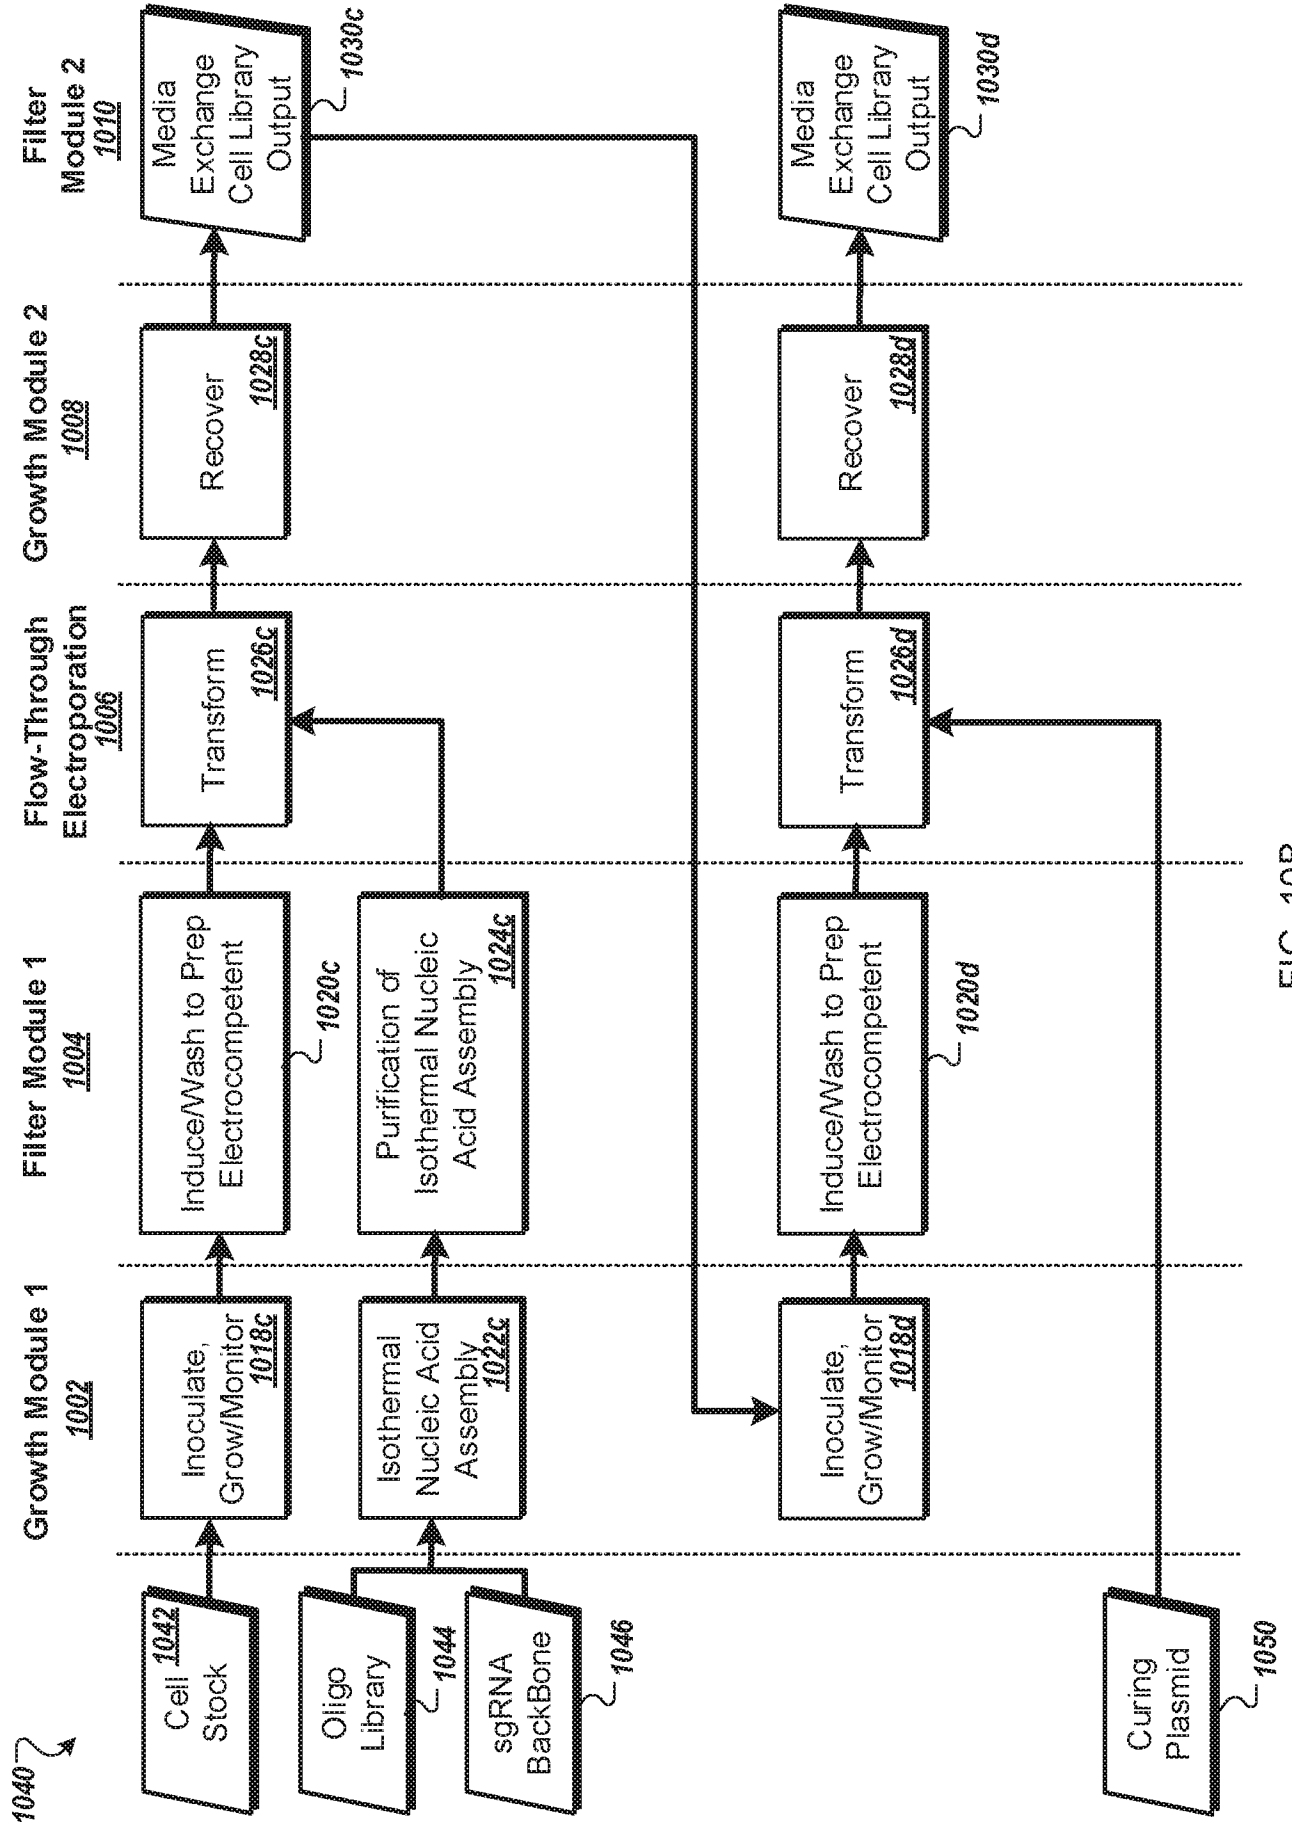 1040
Growth Module 1
1002
Filter Module 1
1004
Flow-Through
Electroporation
1006
Growth Module 2
1008
Filter
Module 2
1010
Cell
Stock
1042
Inoculate,
Grow/Monitor
1018c
Induce/Wash to Prep
Electrocompetent
1020c
Transform
1026c
Recover
1028c
Media
Exchange
Cell Library
Output
1030c
Oligo
Library
1044
sgRNA
BackBone
1046
Isothermal
Nucleic Acid
Assembly
1022c
Purification of
Isothermal Nucleic
Acid Assembly
1024c
Inoculate,
Grow/Monitor
1018d
Induce/Wash to Prep
Electrocompetent
1020d
Transform
1026d
Recover
1028d
Media
Exchange
Cell Library
Output
1030d
Curing
Plasmid
1050
FIG. 10B